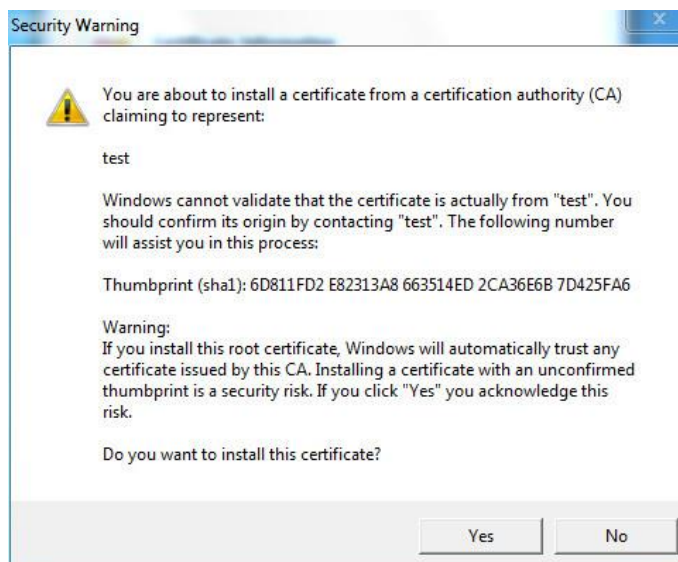 Security Warning
You are about to install a certificate from a certification authority (CA)
claiming to represent:
test
Windows cannot validate that the certificate is actually from "test". You
should confirm its origin by contacting "test". The following number
will assist you in this process:
Thumbprint (sha1): 6D811FD2 E82313A8 663514ED 2CA36E6B 7D425FA6
Warning:
If you install this root certificate, Windows will automatically trust any
certificate issued by this CA. Installing a certificate with an unconfirmed
thumbprint is a security risk. If you click "Yes" you acknowledge this
risk.
Do you want to install this certificate?
Yes No